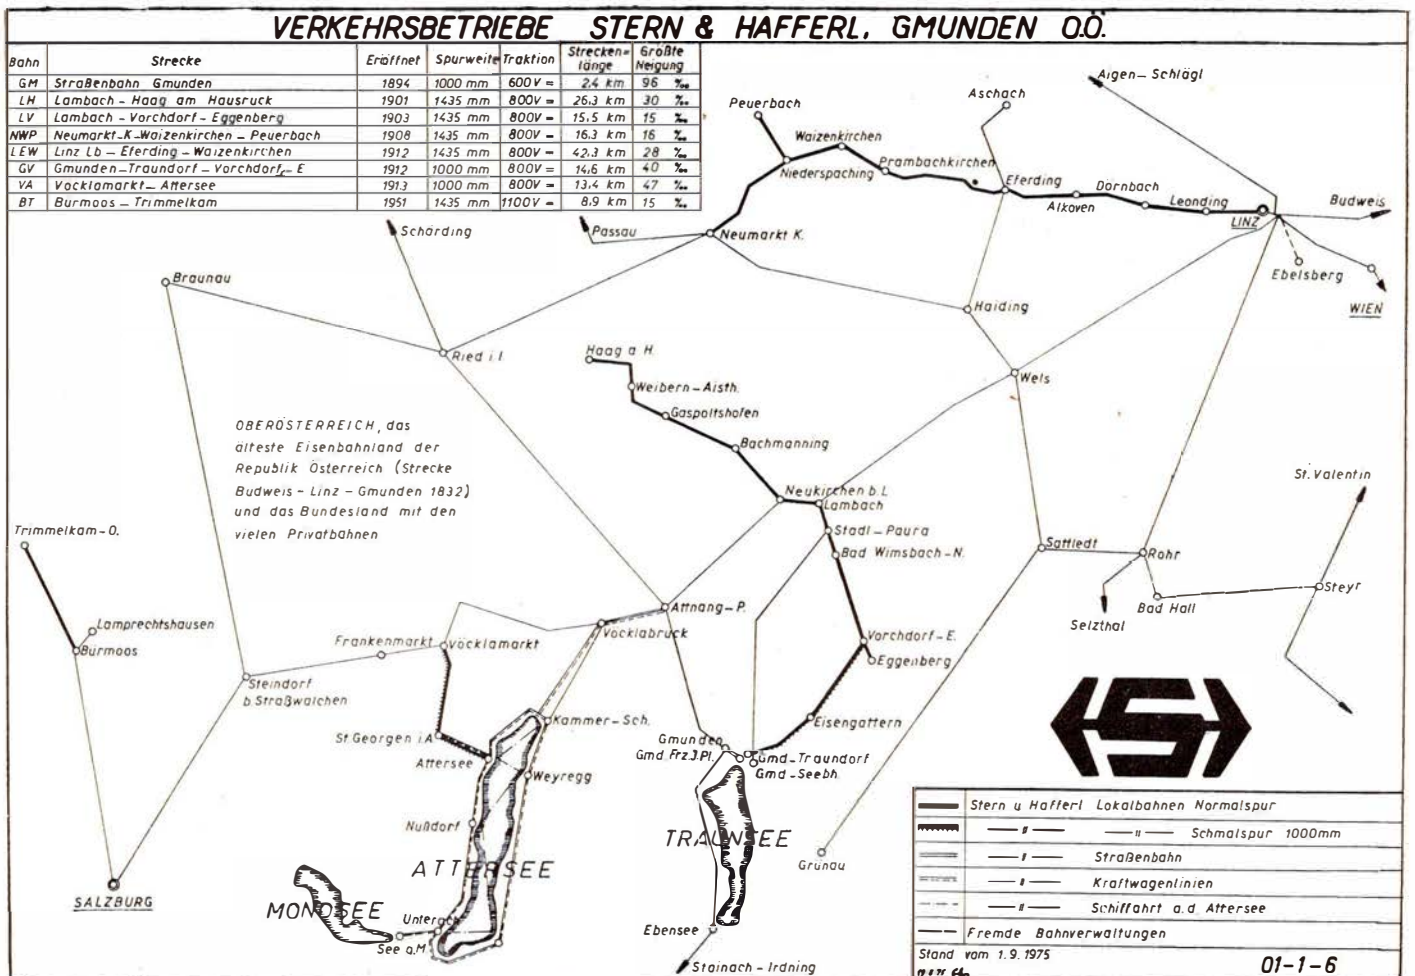 VERKEHRSBETRIEBE STERN & HAFFERL, GMUNDEN O.Ö.
Bahn Strecke Eröffnet Spurweite Traktion Strecken= länge Größte Neigung
GM Straßenbahn Gmunden 1894 1000 mm 600V = 2,4 km 96 ‰
LH Lambach - Haag am Hausruck 1901 1435 mm 800V = 26,3 km 30 ‰
LV Lambach - Vorchdorf - Eggenberg 1903 1435 mm 800V = 15,5 km 15 ‰
NWP Neumarkt-K-Waizenkirchen - Peuerbach 1908 1435 mm 800V = 16,3 km 16 ‰
LEW Linz Lb - Eferding - Waizenkirchen 1912 1435 mm 800V = 42,3 km 28 ‰
GV Gmunden-Traundorf - Vorchdorf - E 1912 1000 mm 800V = 14,6 km 40 ‰
VA Vöcklamarkt - Attersee 1913 1000 mm 800V = 13,4 km 47 ‰
BT Bürmoos - Trimmelkam 1951 1435 mm 1100V = 8,9 km 15 ‰
Aigen - Schlägl
Aschach
Peuerbach
Waizenkirchen
Prambachkirchen
Niederspaching
Eferding
Dörnbach
Alkoven
Leonding
LINZ
Budweis
Schärding
Passau
Neumarkt K.
Ebelsberg
WIEN
Braunau
Haiding
Ried i.I.
Haag a H.
Wels
Weibern - Aisth.
Gaspoltshofen
OBERÖSTERREICH, das
älteste Eisenbahnland der
Republik Österreich (Strecke
Budweis - Linz - Gmunden 1832)
und das Bundesland mit den
vielen Privatbahnen
Bachmanning
St. Valentin
Neukirchen b.L
Lambach
Trimmelkam - O.
Stadl - Paura
Bad Wimsbach - N.
Sattledt
Rohr
Steyr
Bad Hall
Selzthal
Attnang - P.
Lamprechtshausen
Bürmoos
Frankenmarkt
Vöcklamarkt
Vöcklabruck
Vorchdorf - E.
Eggenberg
Steindorf
b. Straßwalchen
Kammer - Sch.
Eisengattern
St. Georgen i.A
Gmunden
Gmd. Frz.J.Pl.
Gmd - Traundorf
Gmd - Seebh.
Attersee
Weyregg
Nußdorf
TRAUNSEE
ATTERSEE
Grünau
SALZBURG
MONDSEE
Unterach
See a.M.
Ebensee
Stainach - Irdning
Stern u Hafferl Lokalbahnen Normalspur
— " — — " — Schmalspur 1000mm
— " — Straßenbahn
— " — Kraftwagenlinien
— " — Schiffahrt a.d. Attersee
Fremde Bahnverwaltungen
Stand vom 1.9.1975
01-1-6